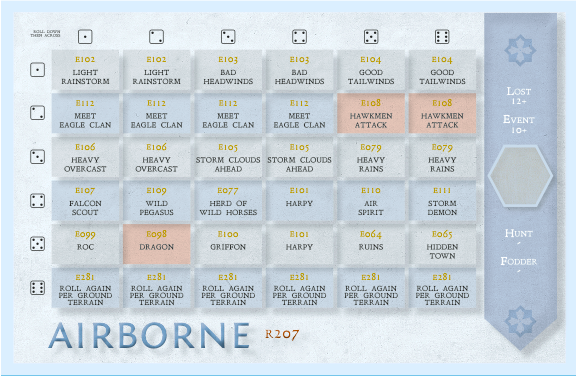 ROLL DOWN
THEN ACROSS
E102 E102 E103 E103 E104 E104
LIGHT RAINSTORM LIGHT RAINSTORM BAD HEADWINDS BAD HEADWINDS GOOD TAILWINDS GOOD TAILWINDS
E112 E112 E112 E112 E108 E108
MEET EAGLE CLAN MEET EAGLE CLAN MEET EAGLE CLAN MEET EAGLE CLAN HAWKMEN ATTACK HAWKMEN ATTACK
E106 E106 E105 E105 E079 E079
HEAVY OVERCAST HEAVY OVERCAST STORM CLOUDS AHEAD STORM CLOUDS AHEAD HEAVY RAINS HEAVY RAINS
E107 E109 E077 E101 E110 E111
FALCON SCOUT WILD PEGASUS HERD OF WILD HORSES HARPY AIR SPIRIT STORM DEMON
E099 E098 E100 E101 E064 E065
ROC DRAGON GRIFFON HARPY RUINS HIDDEN TOWN
E281 E281 E281 E281 E281 E281
ROLL AGAIN PER GROUND TERRAIN ROLL AGAIN PER GROUND TERRAIN ROLL AGAIN PER GROUND TERRAIN ROLL AGAIN PER GROUND TERRAIN ROLL AGAIN PER GROUND TERRAIN ROLL AGAIN PER GROUND TERRAIN
AIRBORNE R207
LOST
12+
EVENT
10+
HUNT
-
FODDER
-